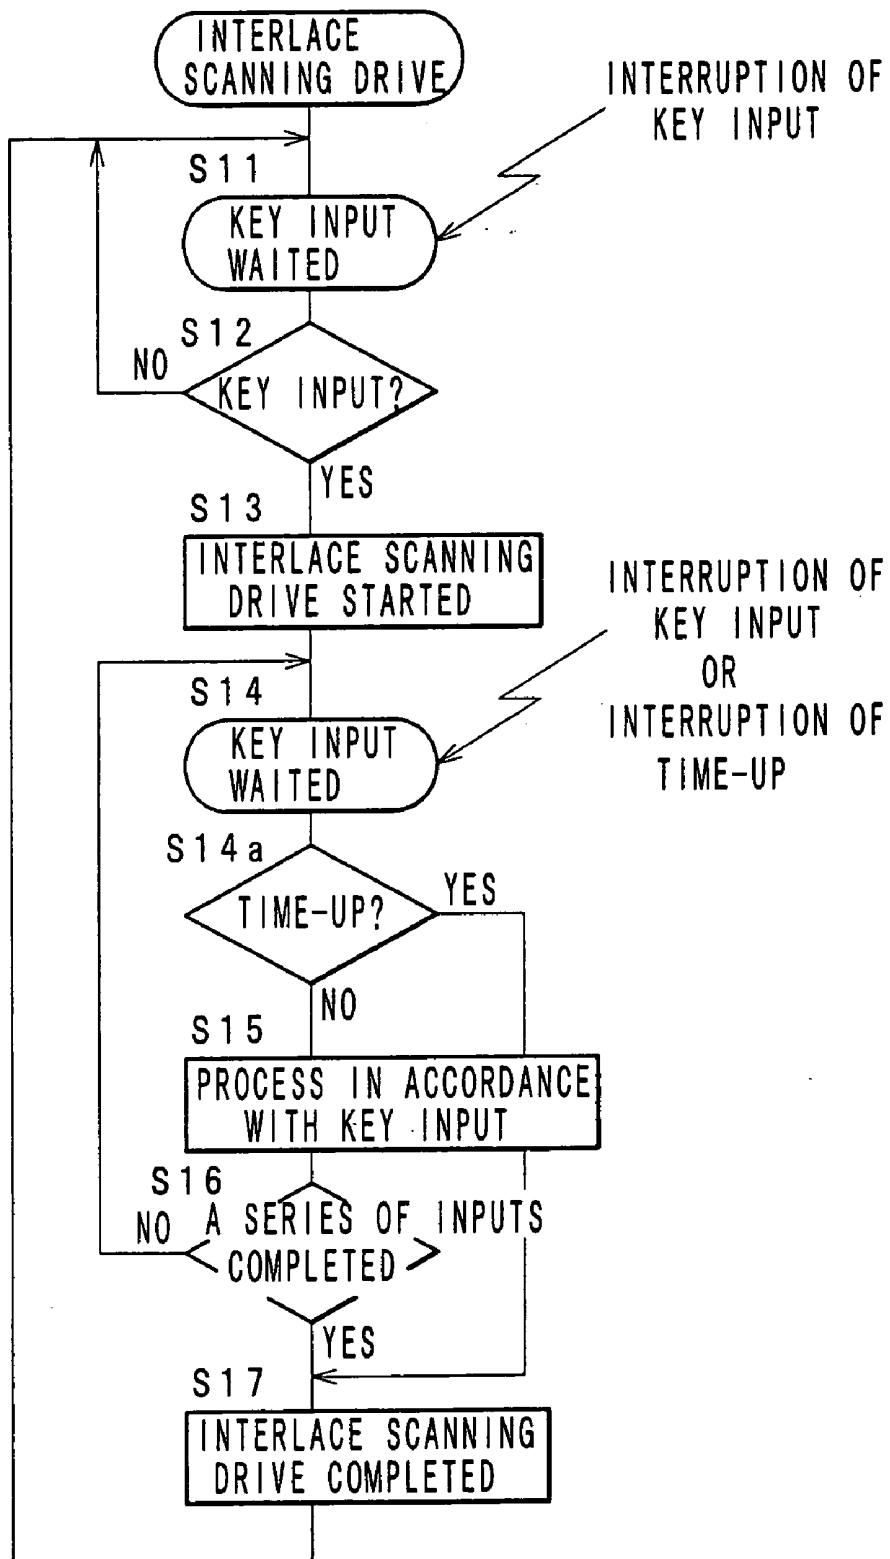 INTERLACE
SCANNING DRIVE
INTERRUPTION OF
KEY INPUT
S11
KEY INPUT
WAITED
S12
NO
KEY INPUT?
YES
S13
INTERLACE SCANNING
DRIVE STARTED
INTERRUPTION OF
KEY INPUT
OR
INTERRUPTION OF
TIME-UP
S14
KEY INPUT
WAITED
S14a
YES
TIME-UP?
NO
S15
PROCESS IN ACCORDANCE
WITH KEY INPUT
S16
NO
A SERIES OF INPUTS
COMPLETED
YES
S17
INTERLACE SCANNING
DRIVE COMPLETED